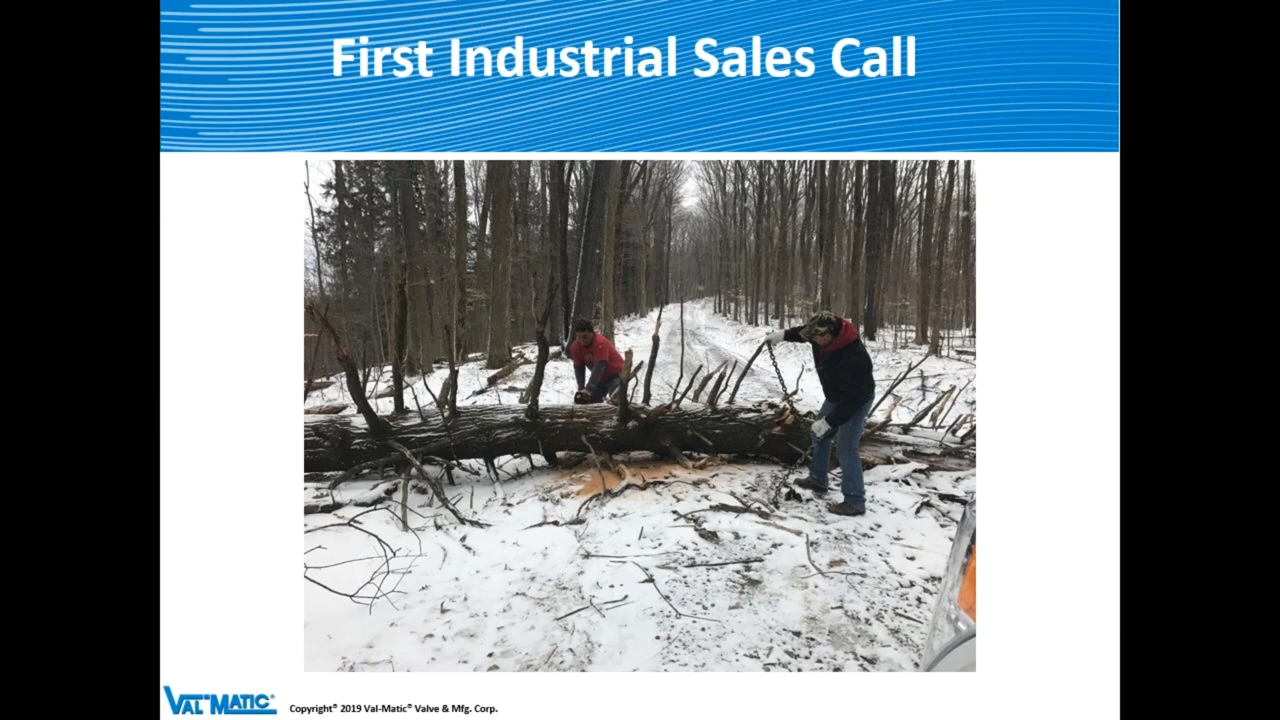 First Industrial Sales Call
VAL-MATIC®
Copyright® 2019 Val-Matic® Valve & Mfg. Corp.